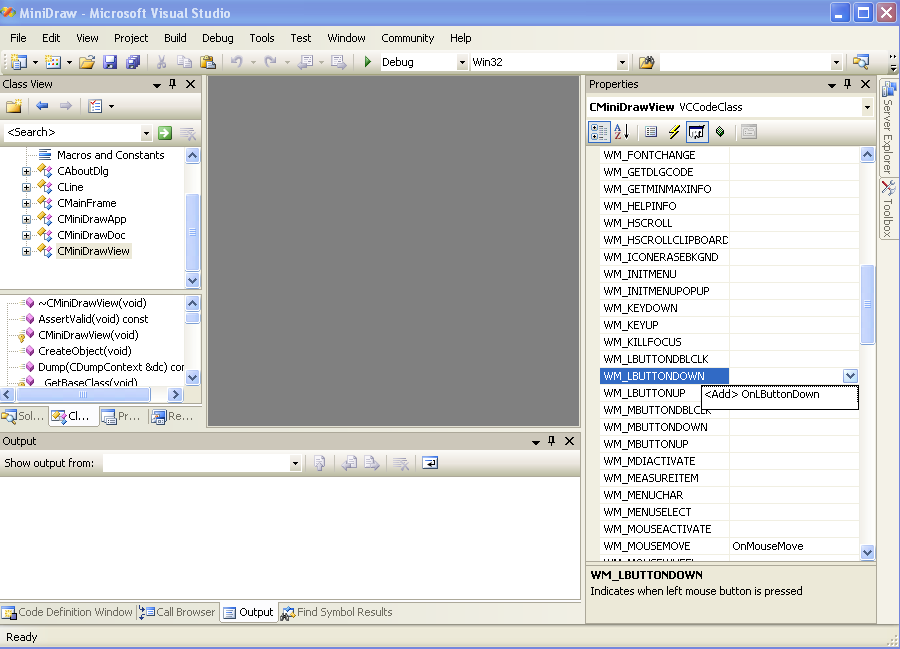 MiniDraw - Microsoft Visual Studio
File Edit View Project Build Debug Tools Test Window Community Help
Debug Win32
Class View
<Search>
Macros and Constants
CAboutDlg
CLine
CMainFrame
CMiniDrawApp
CMiniDrawDoc
CMiniDrawView
~CMiniDrawView(void)
AssertValid(void) const
CMiniDrawView(void)
CreateObject(void)
Dump(CDumpContext &dc) cor
_GetBaseClass(void)
Sol... Cl... Pr... Re...
Properties
CMiniDrawView VCCodeClass
WM_FONTCHANGE
WM_GETDLGCODE
WM_GETMINMAXINFO
WM_HELPINFO
WM_HSCROLL
WM_HSCROLLCLIPBOARD
WM_ICONERASEBKGND
WM_INITMENU
WM_INITMENUPOPUP
WM_KEYDOWN
WM_KEYUP
WM_KILLFOCUS
WM_LBUTTONDBLCLK
WM_LBUTTONDOWN
WM_LBUTTONUP
<Add> OnLButtonDown
WM_MBUTTONDBLCLK
WM_MBUTTONDOWN
WM_MBUTTONUP
WM_MDIACTIVATE
WM_MEASUREITEM
WM_MENUCHAR
WM_MENUSELECT
WM_MOUSEACTIVATE
WM_MOUSEMOVE OnMouseMove
WM_MOUSEWHEEL
WM_LBUTTONDOWN
Indicates when left mouse button is pressed
Server Explorer
Toolbox
Output
Show output from:
Code Definition Window Call Browser Output Find Symbol Results
Ready